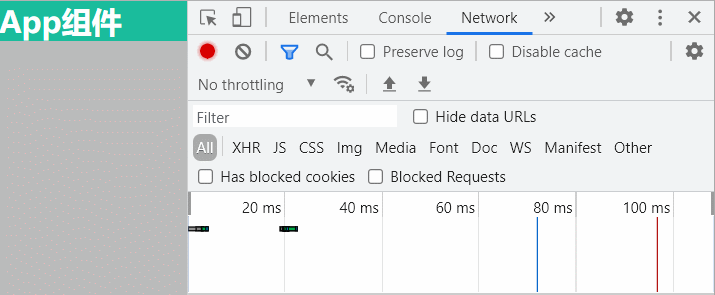 App组件
Elements Console Network
Preserve log Disable cache
No throttling
Filter Hide data URLs
All XHR JS CSS Img Media Font Doc WS Manifest Other
Has blocked cookies Blocked Requests
20 ms 40 ms 60 ms 80 ms 100 ms